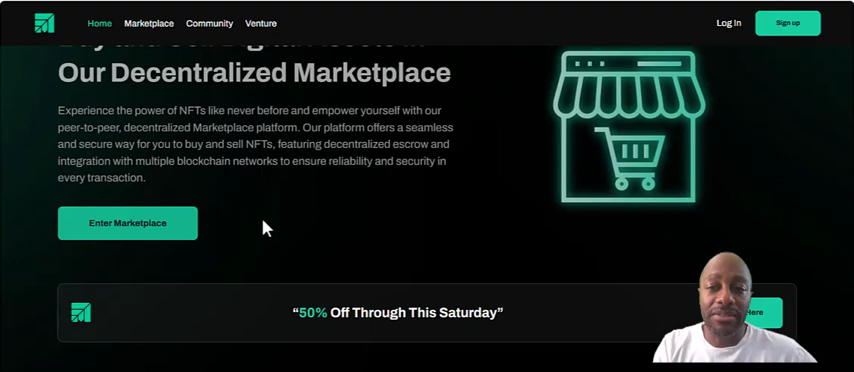 Home Marketplace Community Venture Log In Sign up
Our Decentralized Marketplace
Experience the power of NFTs like never before and empower yourself with our
peer-to-peer, decentralized Marketplace platform. Our platform offers a seamless
and secure way for you to buy and sell NFTs, featuring decentralized escrow and
integration with multiple blockchain networks to ensure reliability and security in
every transaction.
Enter Marketplace
“50% Off Through This Saturday” Here